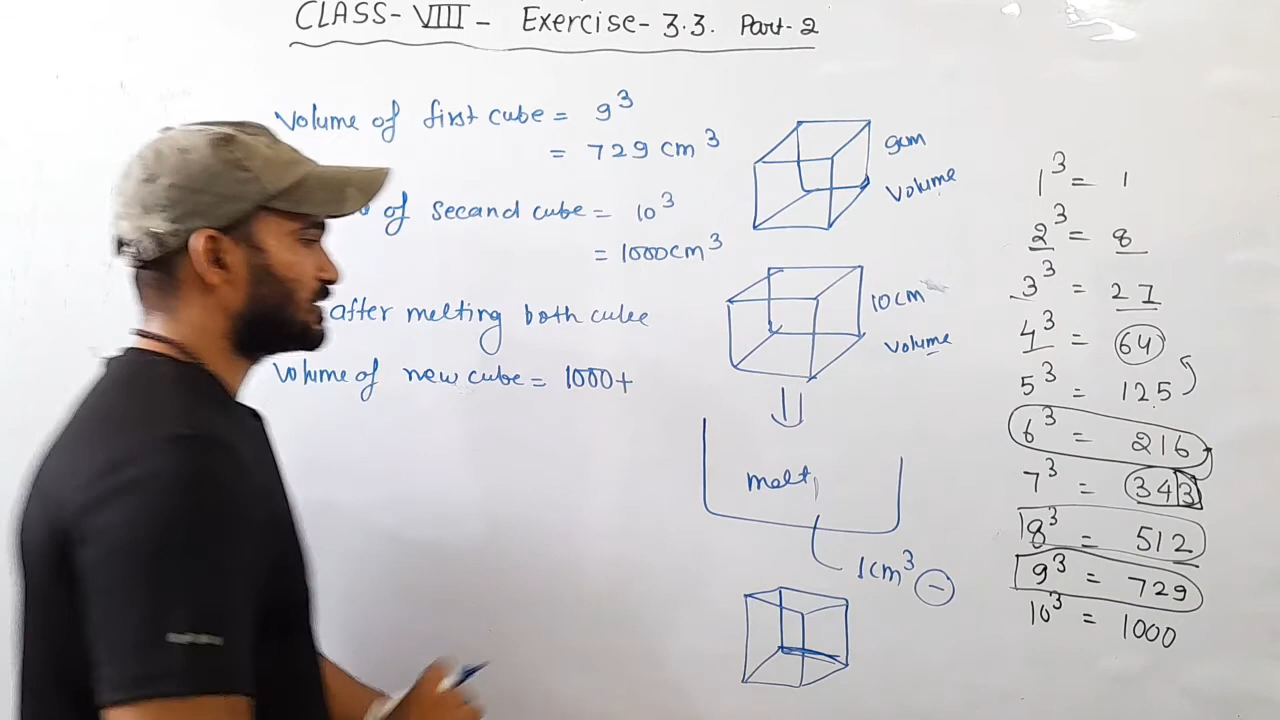 CLASS-VIII- Exercise-3.3. Part-2
Volume of first cube = 9³
= 729 cm³
of second cube = 10³
= 1000cm³
after melting both cube
Volume of new cube = 1000+
9cm
Volume
10cm
Volume
melt
1cm³ -
1³ = 1
2³ = 8
3³ = 27
4³ = 64
5³ = 125
6³ = 216
7³ = 343
8³ = 512
9³ = 729
10³ = 1000